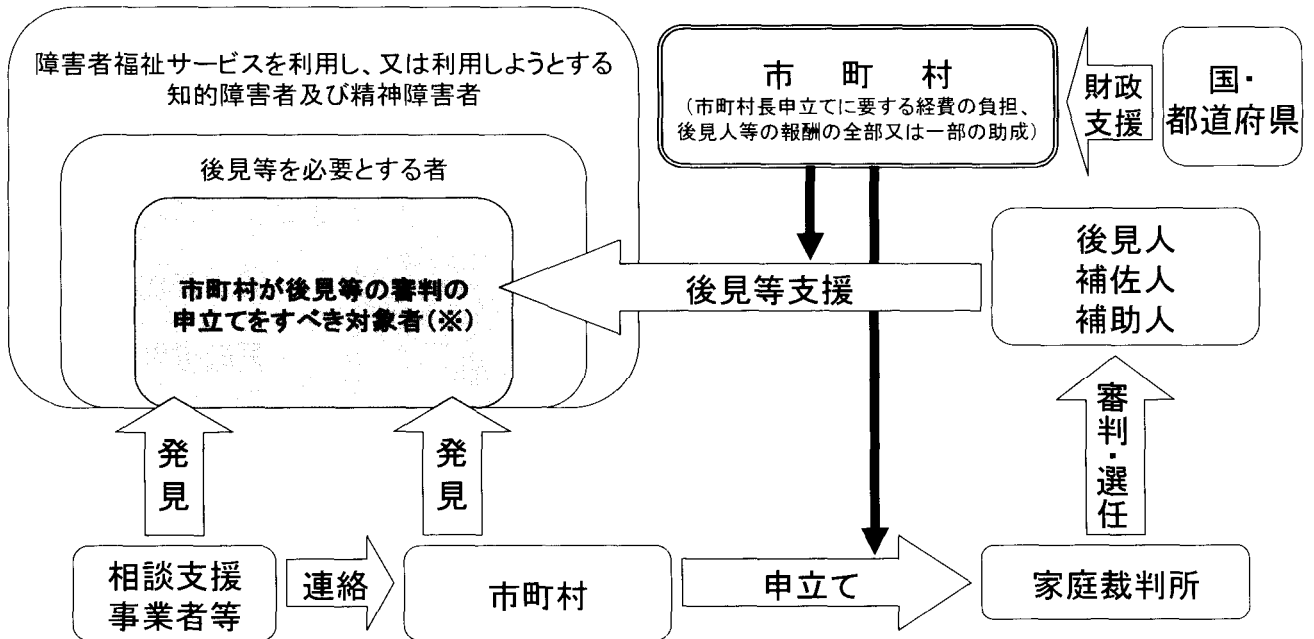 障害者福祉サービスを利用し、又は利用しようとする
知的障害者及び精神障害者
後見等を必要とする者
市町村が後見等の審判の
申立てをすべき対象者(※)
市　町　村
(市町村長申立てに要する経費の負担、
後見人等の報酬の全部又は一部の助成)
財政
支援
国・
都道府県
後見等支援
後見人
補佐人
補助人
審判・選任
発見
発見
相談支援
事業者等
連絡
市町村
申立て
家庭裁判所